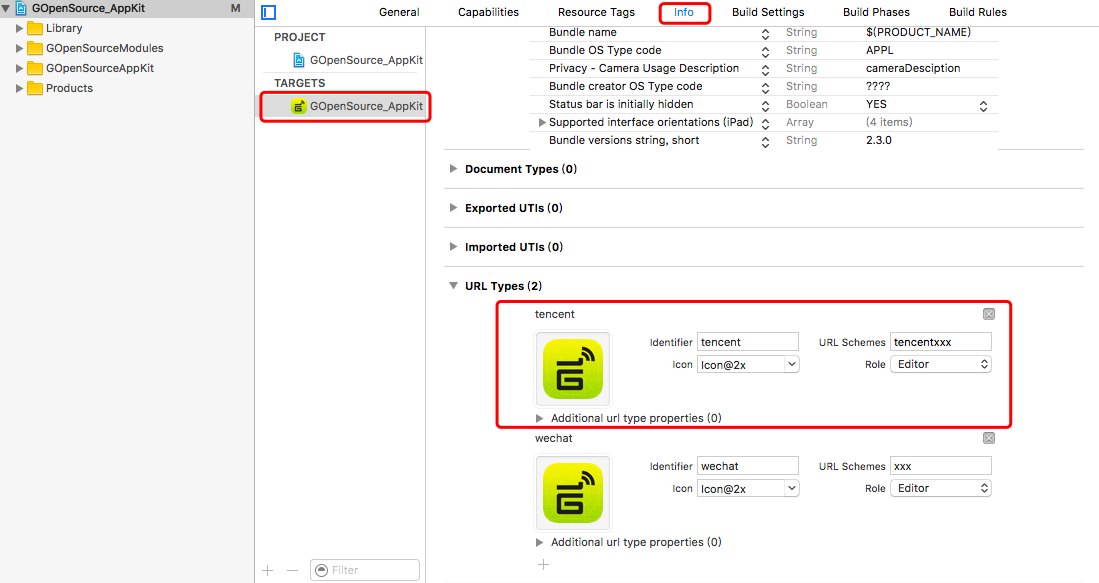 GOpenSource_AppKit M
Library
GOpenSourceModules
GOpenSourceAppKit
Products
PROJECT
GOpenSource_AppKit
TARGETS
GOpenSource_AppKit
Filter
General Capabilities Resource Tags Info Build Settings Build Phases Build Rules
Bundle name String $(PRODUCT_NAME)
Bundle OS Type code String APPL
Privacy - Camera Usage Description String cameraDesciption
Bundle creator OS Type code String ????
Status bar is initially hidden Boolean YES
Supported interface orientations (iPad) Array (4 items)
Bundle versions string, short String 2.3.0
Document Types (0)
Exported UTIs (0)
Imported UTIs (0)
URL Types (2)
tencent
Identifier tencent URL Schemes tencentxxx
Icon Icon@2x Role Editor
Additional url type properties (0)
wechat
Identifier wechat URL Schemes xxx
Icon Icon@2x Role Editor
Additional url type properties (0)